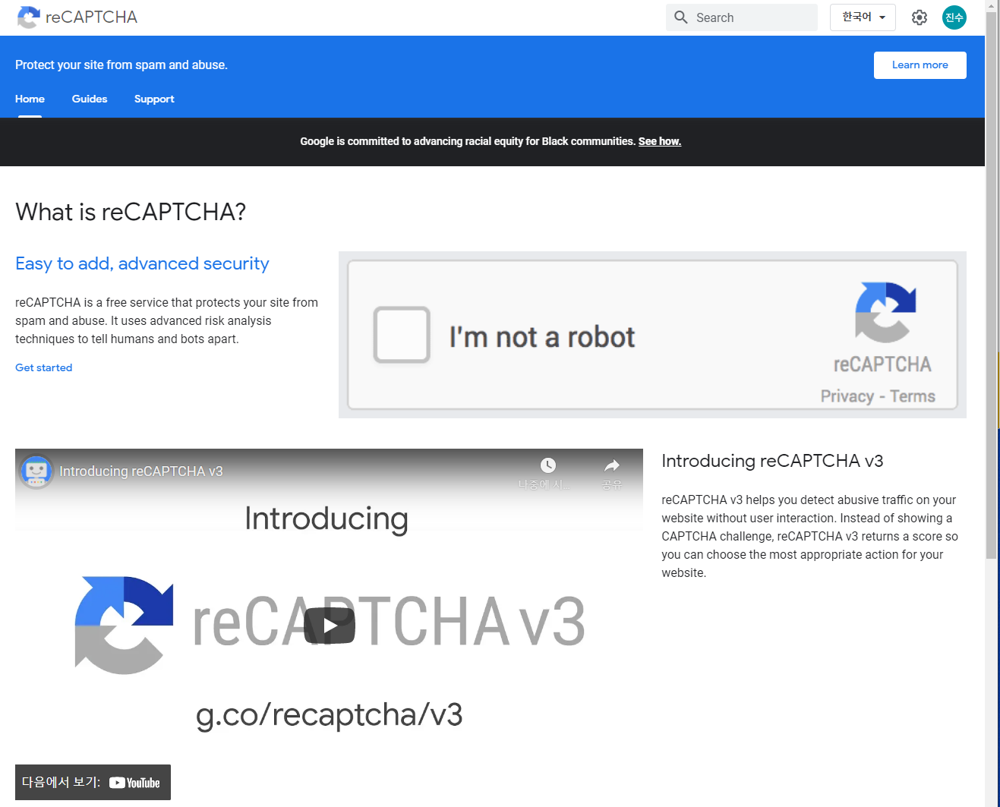 reCAPTCHA
Search
한국어
진수
Protect your site from spam and abuse.
Learn more
Home
Guides
Support
Google is committed to advancing racial equity for Black communities. See how.
What is reCAPTCHA?
Easy to add, advanced security
reCAPTCHA is a free service that protects your site from
spam and abuse. It uses advanced risk analysis
techniques to tell humans and bots apart.
Get started
I'm not a robot
reCAPTCHA
Privacy - Terms
Introducing reCAPTCHA v3
나중에 시...
공유
Introducing
reCAPTCHA v3
g.co/recaptcha/v3
다음에서 보기: YouTube
Introducing reCAPTCHA v3
reCAPTCHA v3 helps you detect abusive traffic on your
website without user interaction. Instead of showing a
CAPTCHA challenge, reCAPTCHA v3 returns a score so
you can choose the most appropriate action for your
website.